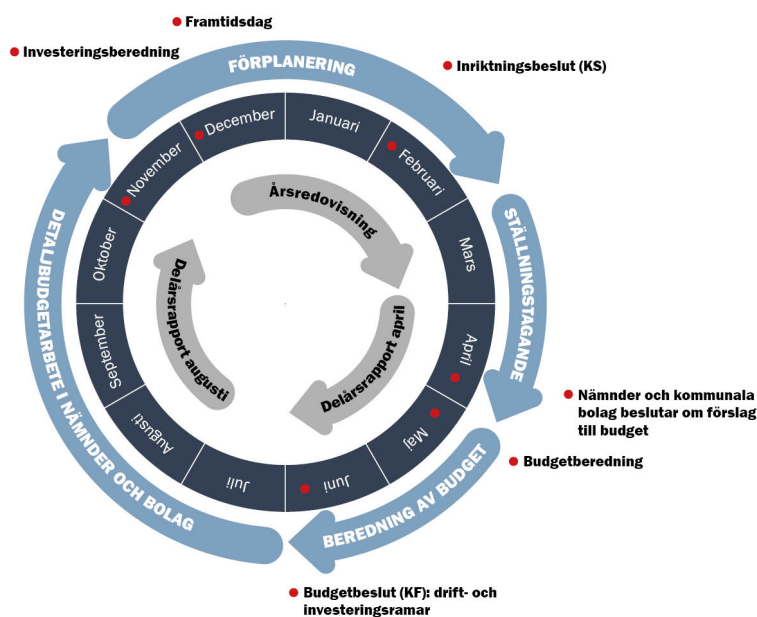 Framtidsdag
Investeringsberedning
Inriktningsbeslut (KS)
FÖRPLANERING
STÄLLNINGSTAGANDE
BEREDNING AV BUDGET
DETALJBUDGETARBETE I NÄMNDER OCH BOLAG
Januari
Februari
Mars
April
Maj
Juni
Juli
Augusti
September
Oktober
November
December
Årsredovisning
Delårsrapport april
Delårsrapport augusti
Nämnder och kommunala
bolag beslutar om förslag
till budget
Budgetberedning
Budgetbeslut (KF): drift- och
investeringsramar